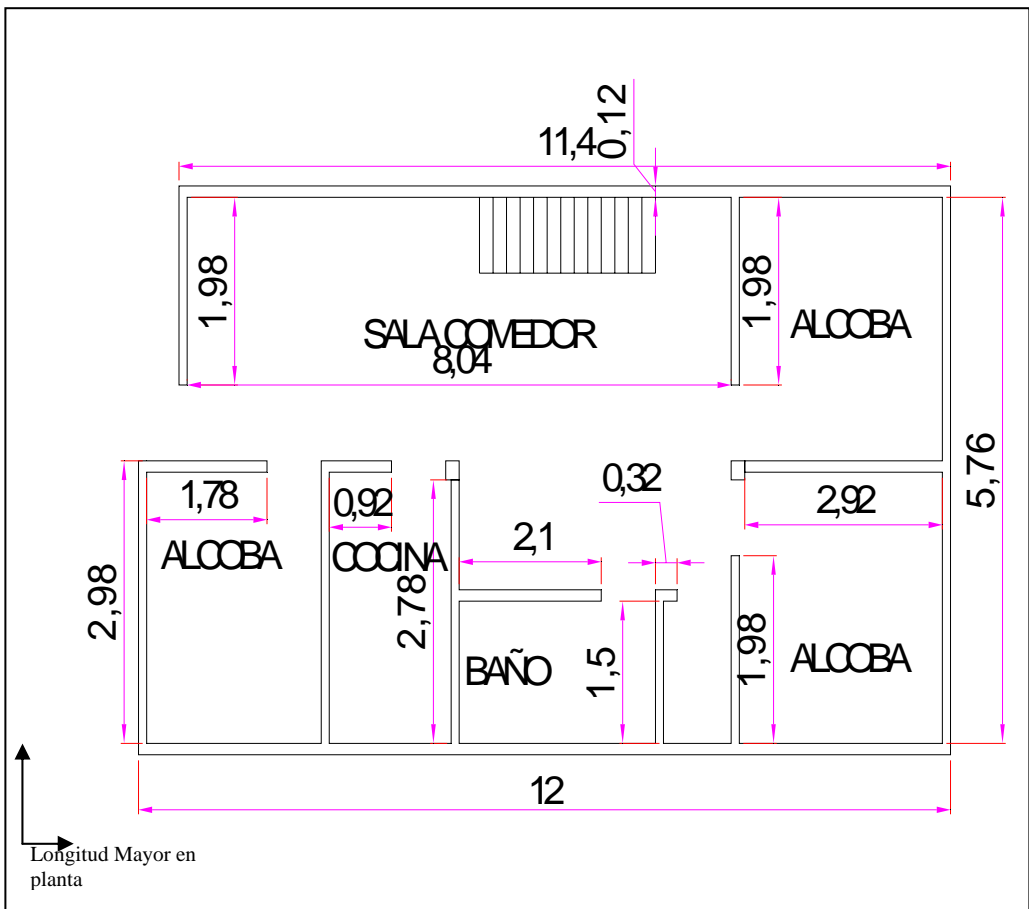 0,12
11,4
1,98
1,98
ALCOBA
SALA COMEDOR
8,04
5,76
1,78
0,92
0,32
2,92
2,1
ALCOBA
COCINA
2,98
2,78
1,5
1,98
BAÑO
ALCOBA
12
Longitud Mayor en
planta